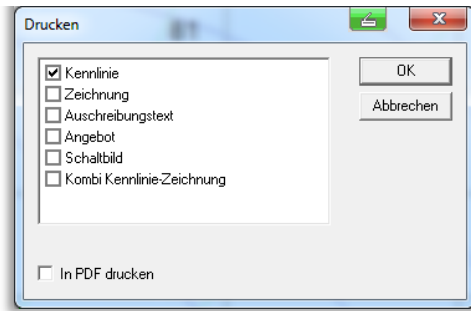 Drucken
Kennlinie
Zeichnung
Auschreibungstext
Angebot
Schaltbild
Kombi Kennlinie-Zeichnung
OK
Abbrechen
In PDF drucken